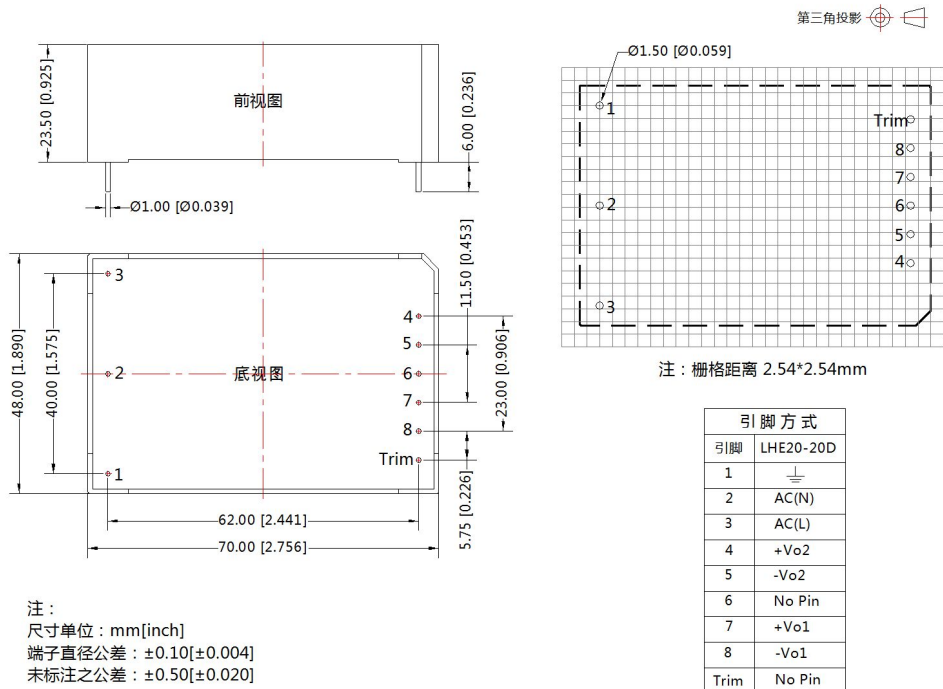 第三角投影
Ø1.50 [Ø0.059]
23.50 [0.925]
前视图
6.00 [0.236]
Ø1.00 [Ø0.039]
1
Trim
8
7
2
6
5
4
3
注：栅格距离 2.54*2.54mm
11.50 [0.453]
3
4
5
48.00 [1.890]
40.00 [1.575]
2
底视图
6
23.00 [0.906]
7
8
Trim
1
5.75 [0.226]
62.00 [2.441]
70.00 [2.756]
引脚方式
引脚 LHE20-20D
1
2 AC(N)
3 AC(L)
4 +Vo2
5 -Vo2
6 No Pin
7 +Vo1
8 -Vo1
Trim No Pin
注：
尺寸单位：mm[inch]
端子直径公差：±0.10[±0.004]
未标注之公差：±0.50[±0.020]